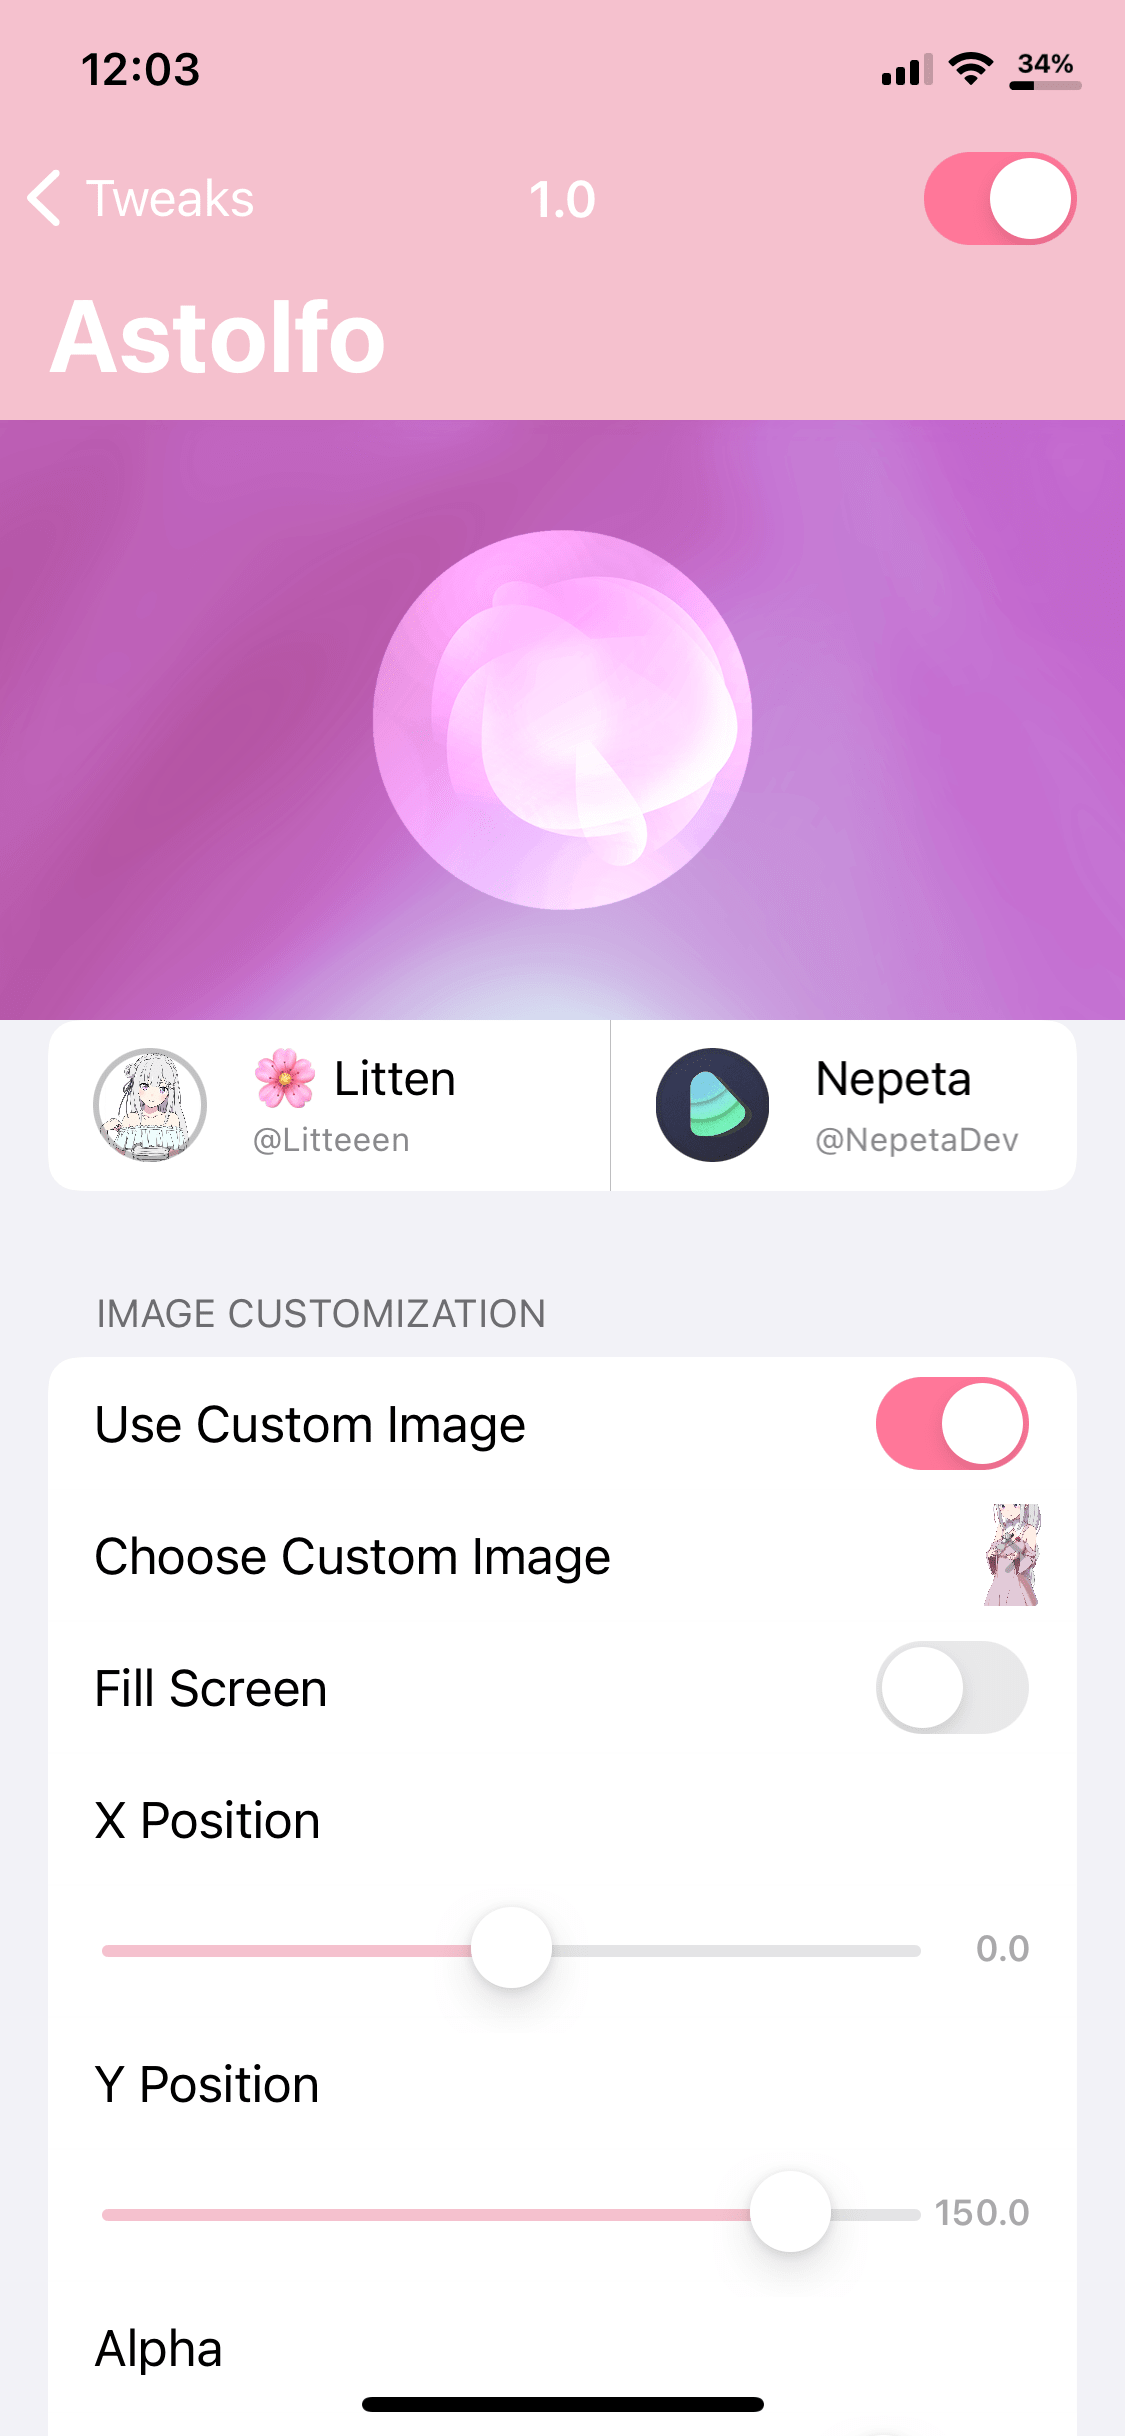 12:03
34%
Tweaks
1.0
Astolfo
🌸 Litten
@Litteeen
Nepeta
@NepetaDev
IMAGE CUSTOMIZATION
Use Custom Image
Choose Custom Image
Fill Screen
X Position
0.0
Y Position
150.0
Alpha